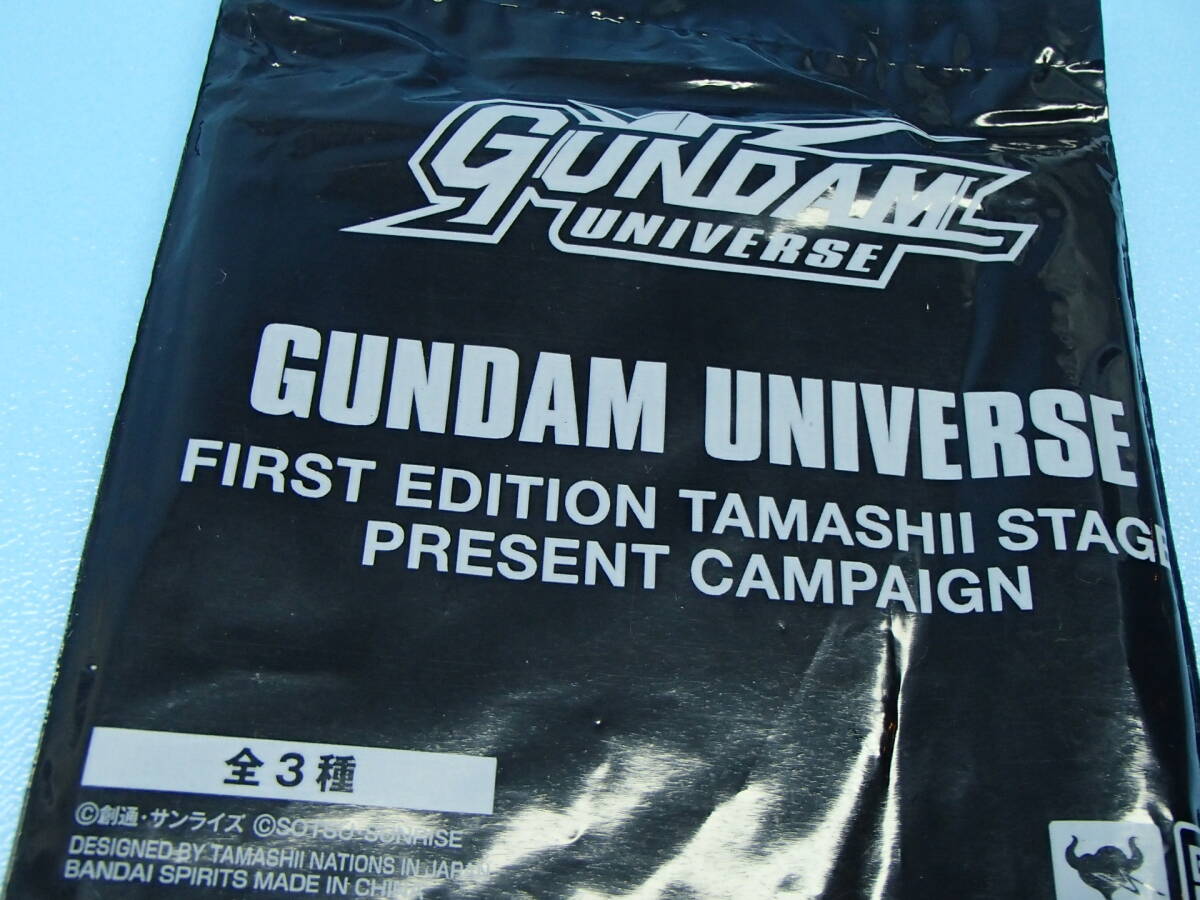 GUNDAM
UNIVERSE
GUNDAM UNIVERSE
FIRST EDITION TAMASHII STAGE
PRESENT CAMPAIGN
全3種
©創通・サンライズ ©SOTSU・SUNRISE
DESIGNED BY TAMASHII NATIONS IN JAPAN
BANDAI SPIRITS MADE IN CHINA